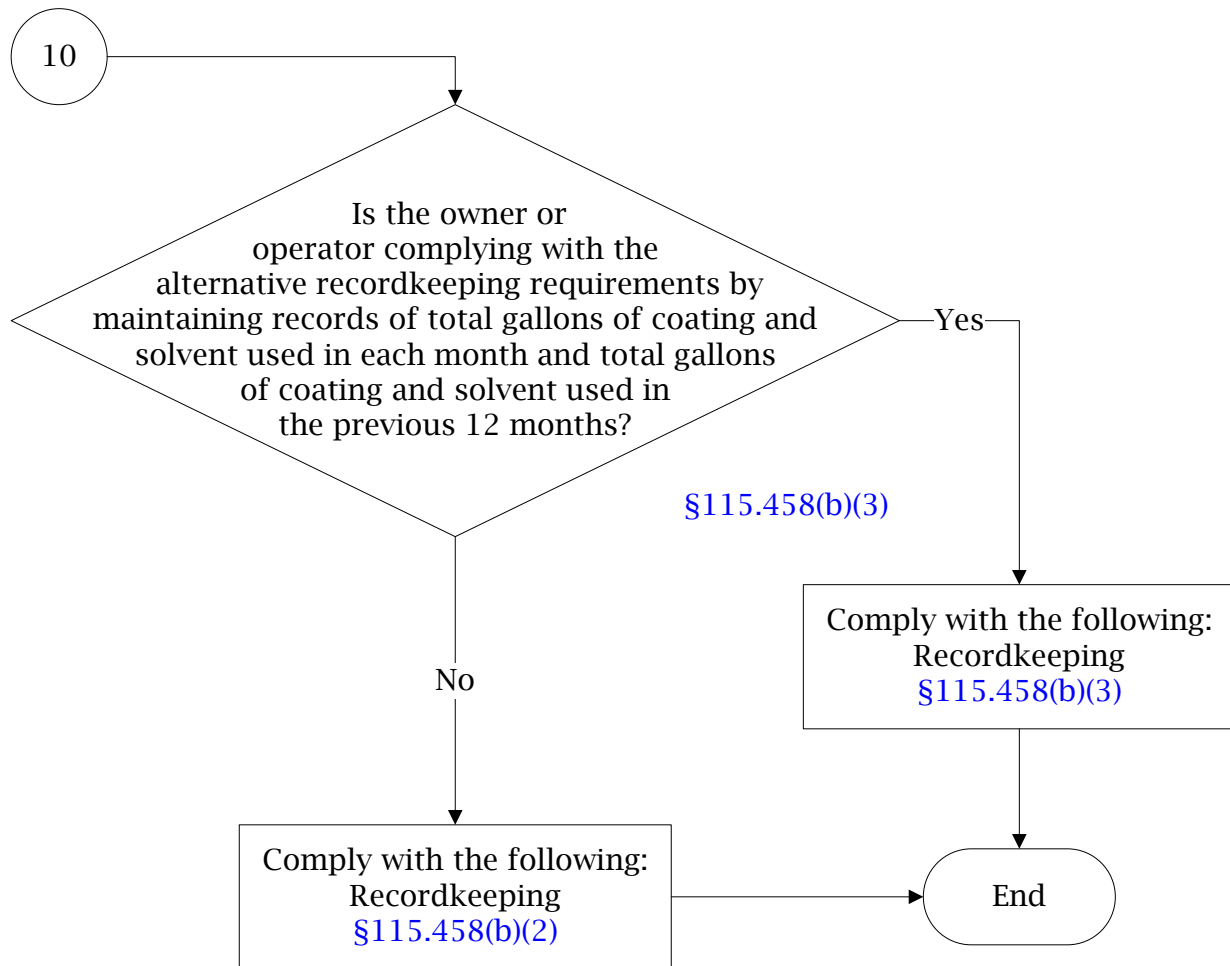 10
Is the owner or
operator complying with the
alternative recordkeeping requirements by
maintaining records of total gallons of coating and
solvent used in each month and total gallons
of coating and solvent used in
the previous 12 months?
Yes
§115.458(b)(3)
Comply with the following:
Recordkeeping
§115.458(b)(3)
No
Comply with the following:
Recordkeeping
§115.458(b)(2)
End